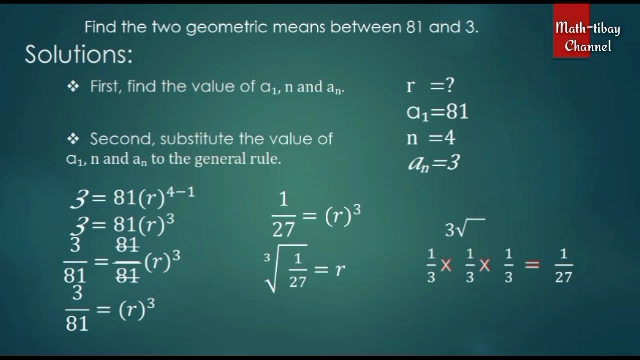 Find the two geometric means between 81 and 3.
Math-tibay
Channel
Solutions:
❖ First, find the value of a₁, n and aₙ.
r =?
a₁=81
❖ Second, substitute the value of
a₁, n and aₙ to the general rule.
n =4
aₙ=3
3 = 81(r)⁴⁻¹
3 = 81(r)³
3/81 = 81/81 (r)³
3/81 = (r)³
1/27 = (r)³
³√(1/27) = r
3√
1/3 x 1/3 x 1/3 = 1/27